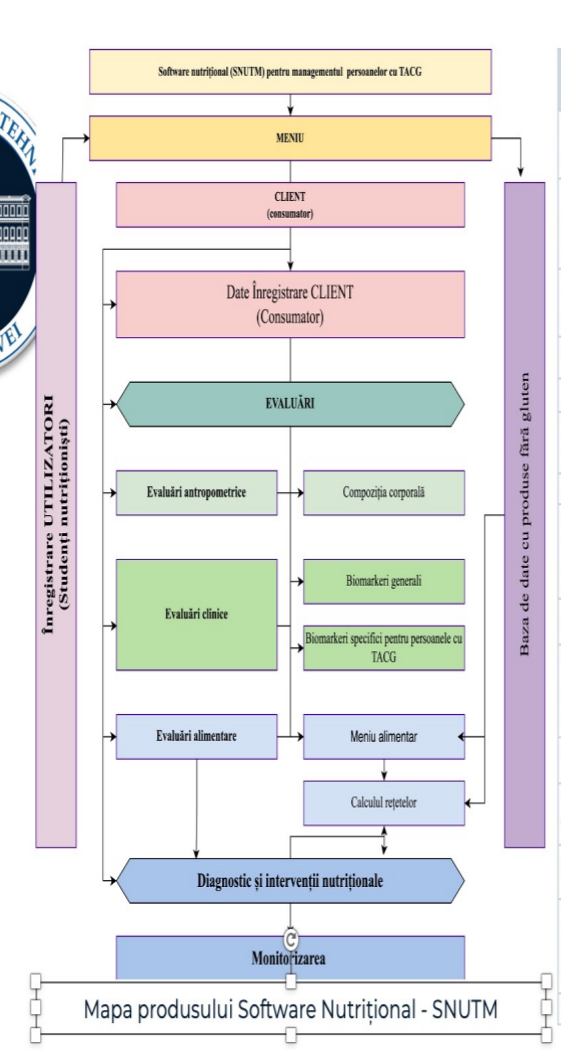 Software nutrițional (SNUTM) pentru managementul persoanelor cu TACG
MENIU
TEHN
VEI
Înregistrare UTILIZATORI
(Studenți nutriționiști)
CLIENT
(consumator)
Date Înregistrare CLIENT
(Consumator)
EVALUĂRI
Evaluări antropometrice
Compoziția corporală
Evaluări clinice
Biomarkeri generali
Biomarkeri specifici pentru persoanele cu
TACG
Evaluări alimentare
Meniu alimentar
Calculul rețetelor
Diagnostic și intervenții nutriționale
Monitorizarea
Baza de date cu produse fără gluten
Mapa produsului Software Nutrițional - SNUTM